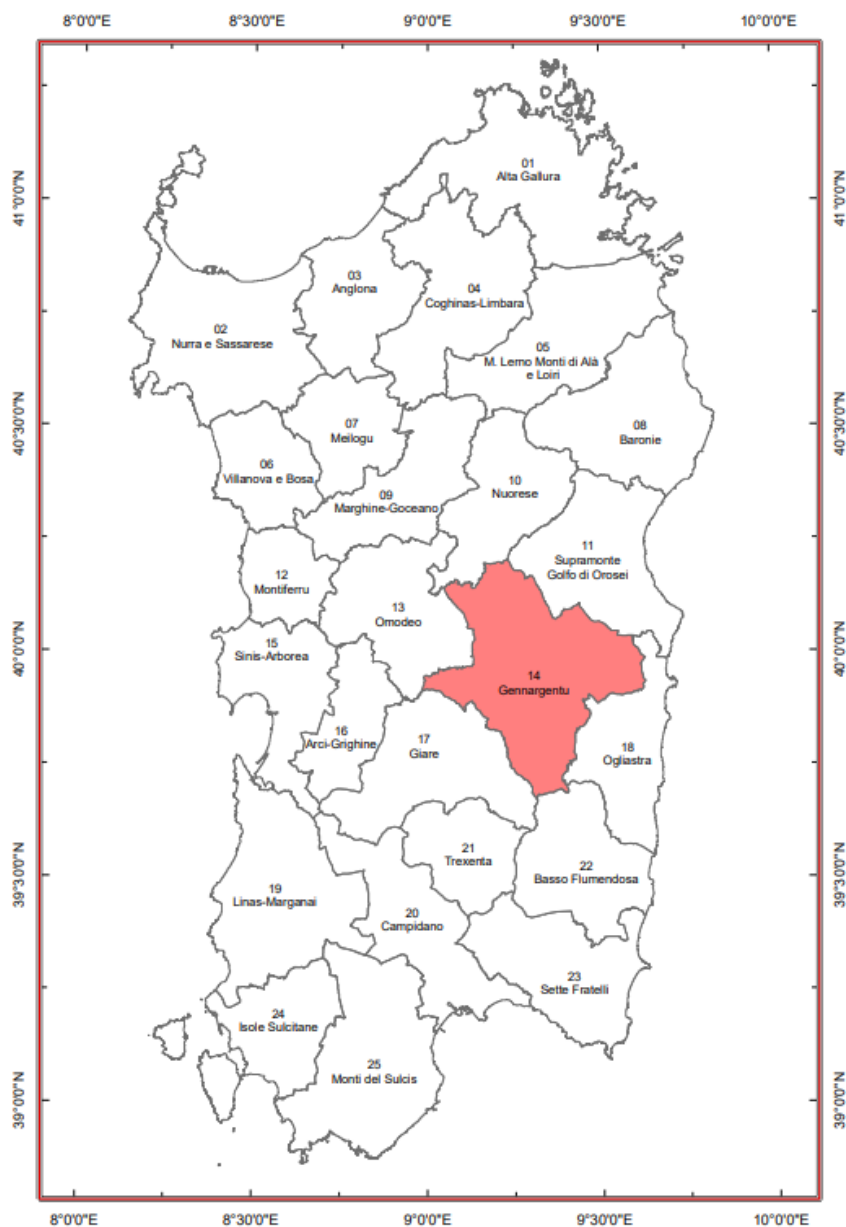 8°0'0"E 8°30'0"E 9°0'0"E 9°30'0"E 10°0'0"E
41°0'0"N
40°30'0"N
40°0'0"N
39°30'0"N
39°0'0"N
01
Alta Gallura
03
Anglona
04
Coghinas-Limbara
02
Nurra e Sassarese
05
M. Lerno Monti di Alà
e Loiri
07
Meilogu
08
Baronie
06
Villanova e Bosa
10
Nuorese
09
Marghine-Goceano
11
Supramonte
Golfo di Orosei
12
Montiferru
13
Omodeo
15
Sinis-Arborea
14
Gennargentu
16
Arci-Grighine
17
Giare
18
Ogliastra
21
Trexenta
22
Basso Flumendosa
19
Linas-Marganai
20
Campidano
23
Sette Fratelli
24
Isole Sulcitane
25
Monti del Sulcis
41°0'0"N
40°30'0"N
40°0'0"N
39°30'0"N
39°0'0"N
8°0'0"E 8°30'0"E 9°0'0"E 9°30'0"E 10°0'0"E